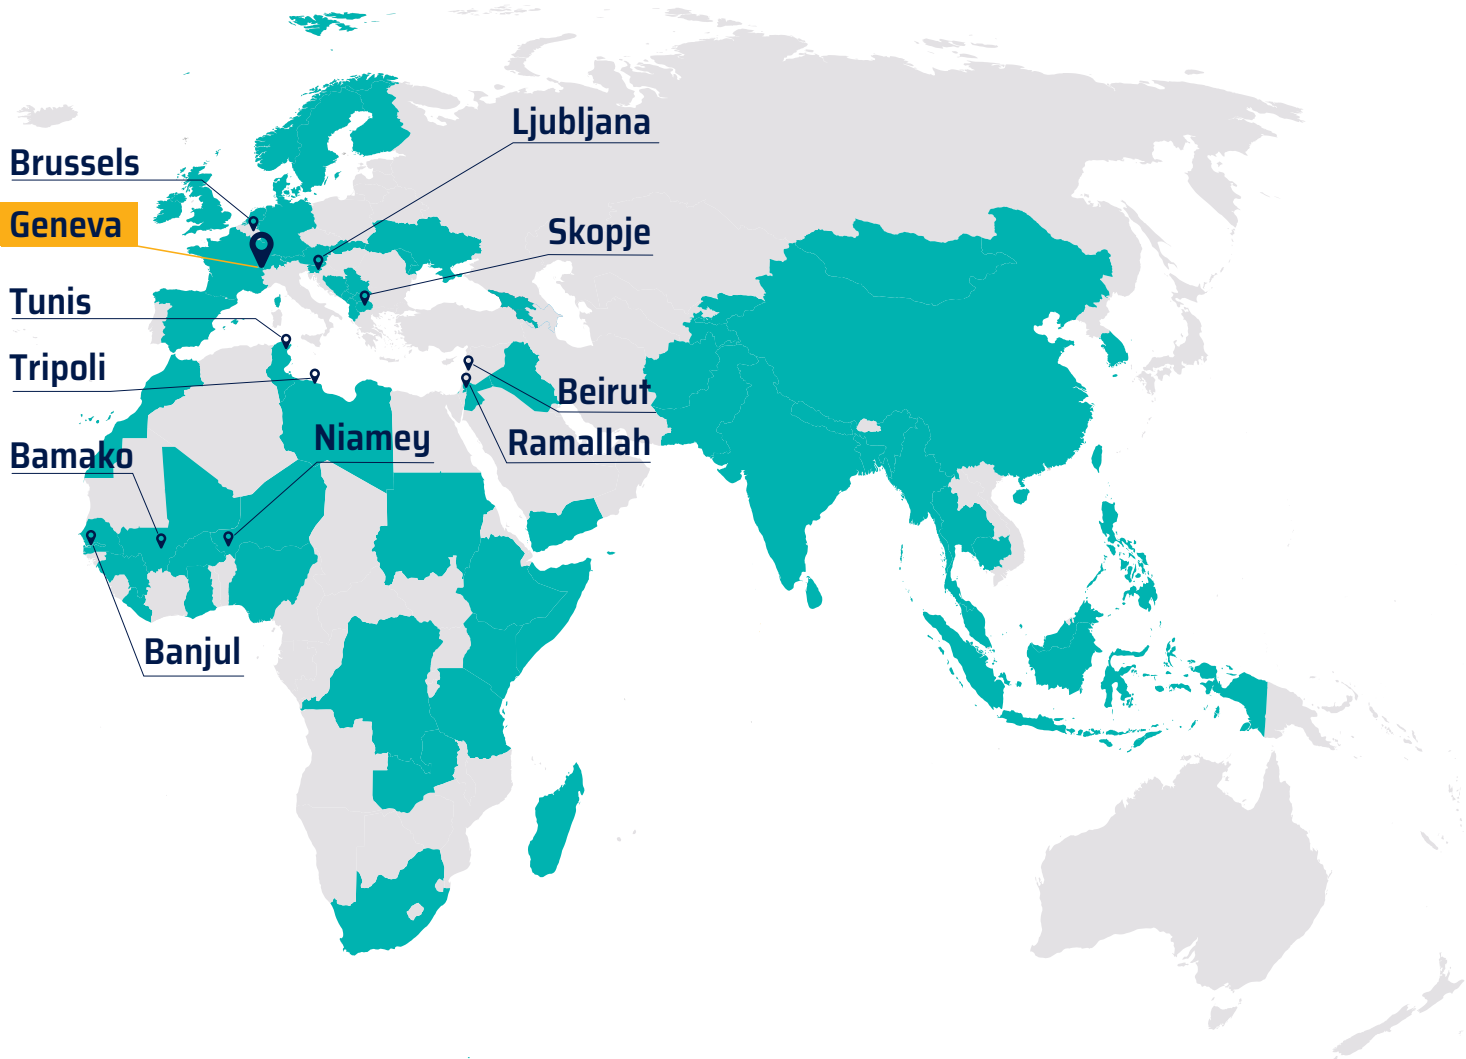 Ljubljana
Brussels
Geneva
Skopje
Tunis
Tripoli
Beirut
Niamey
Ramallah
Bamako
Banjul